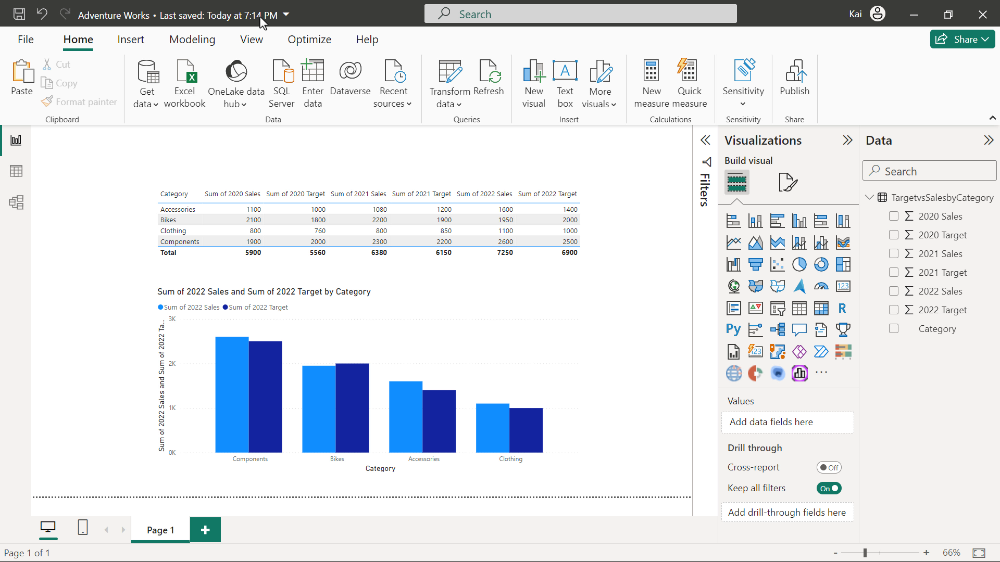 Adventure Works • Last saved: Today at 7:14 PM
Search
Kai
File Home Insert Modeling View Optimize Help
Share
Paste
Cut
Copy
Format painter
Clipboard
Get data
Excel workbook
OneLake data hub
SQL Server
Enter data
Dataverse
Recent sources
Data
Transform data
Refresh
Queries
New visual
Text box
More visuals
Insert
New measure
Quick measure
Calculations
Sensitivity
Sensitivity
Publish
Share
Category Sum of 2020 Sales Sum of 2020 Target Sum of 2021 Sales Sum of 2021 Target Sum of 2022 Sales Sum of 2022 Target
Accessories 1100 1000 1080 1200 1600 1400
Bikes 2100 1800 2200 1900 1950 2000
Clothing 800 760 800 850 1100 1000
Components 1900 2000 2300 2200 2600 2500
Total 5900 5560 6380 6150 7250 6900
Sum of 2022 Sales and Sum of 2022 Target by Category
Sum of 2022 Sales Sum of 2022 Target
Sum of 2022 Sales and Sum of 2022 Ta...
3K
2K
1K
0K
Components Bikes Accessories Clothing
Category
Filters
Visualizations
Build visual
123
R
Py
123
Values
Add data fields here
Drill through
Cross-report Off
Keep all filters On
Add drill-through fields here
Data
Search
TargetvsSalesbyCategory
2020 Sales
2020 Target
2021 Sales
2021 Target
2022 Sales
2022 Target
Category
Page 1
Page 1 of 1
66%